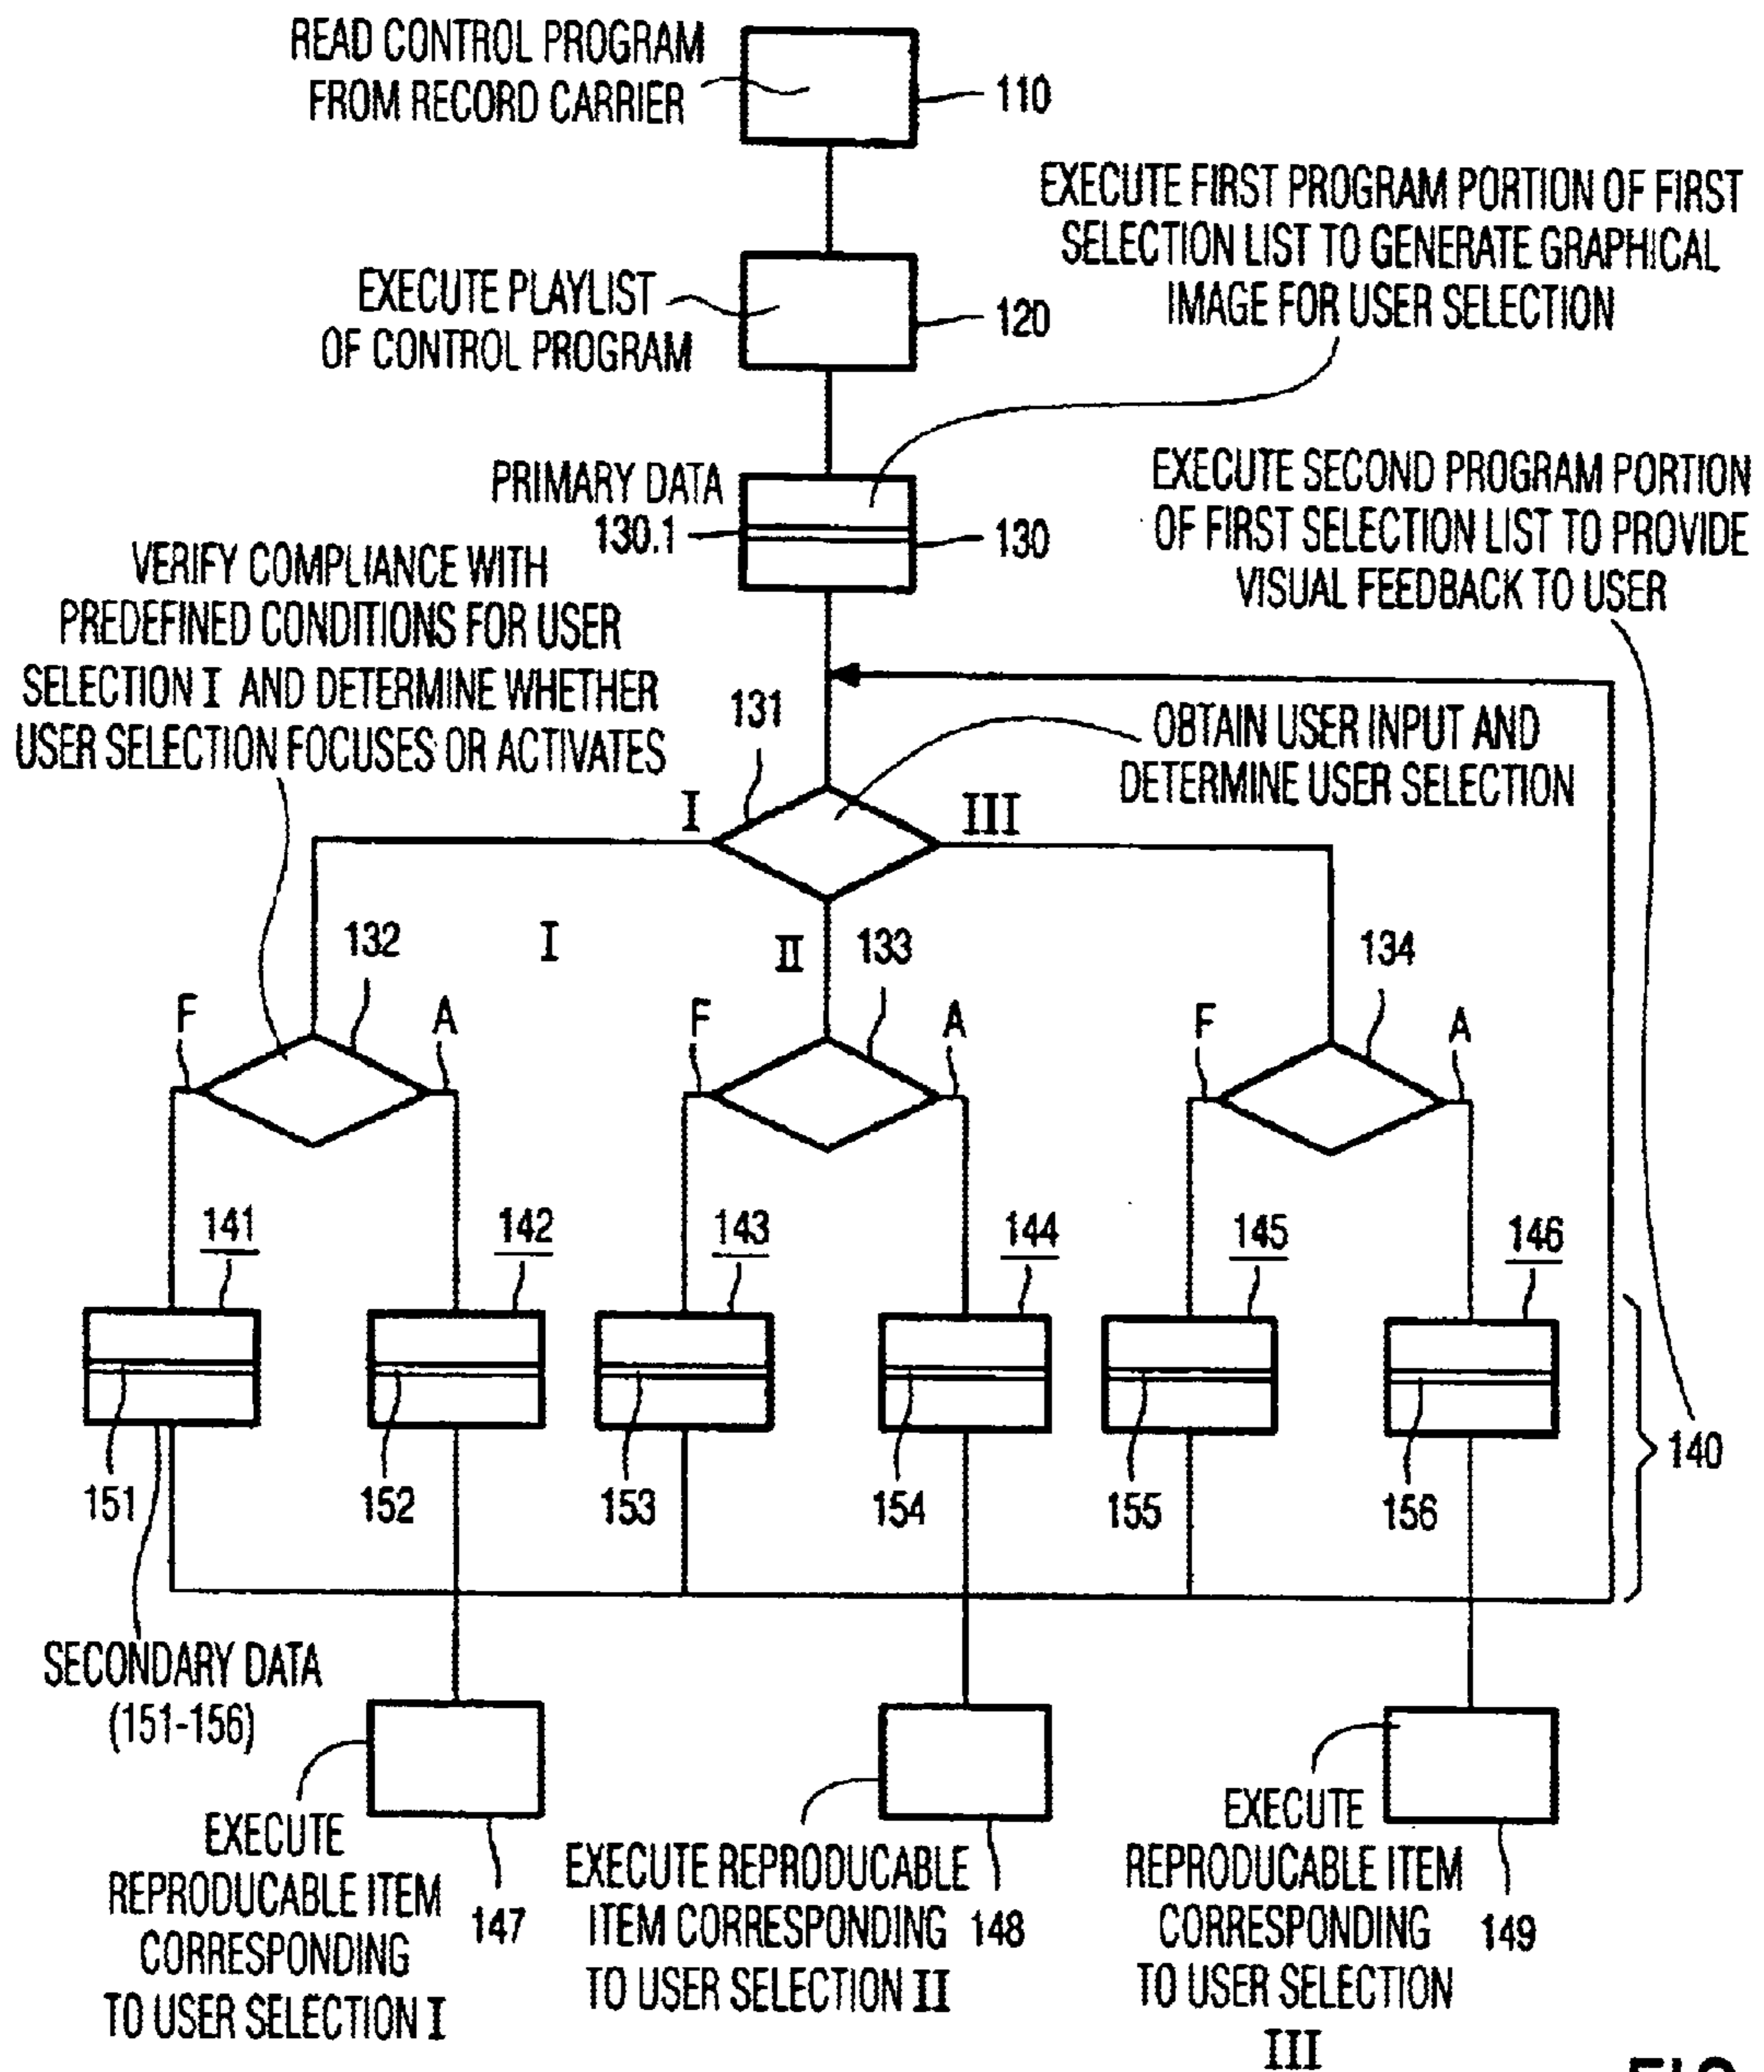 READ CONTROL PROGRAM
FROM RECORD CARRIER
110
EXECUTE FIRST PROGRAM PORTION OF FIRST
SELECTION LIST TO GENERATE GRAPHICAL
IMAGE FOR USER SELECTION
EXECUTE PLAYLIST
OF CONTROL PROGRAM
120
PRIMARY DATA
130.1
130
EXECUTE SECOND PROGRAM PORTION
OF FIRST SELECTION LIST TO PROVIDE
VISUAL FEEDBACK TO USER
VERIFY COMPLIANCE WITH
PREDEFINED CONDITIONS FOR USER
SELECTION I AND DETERMINE WHETHER
USER SELECTION FOCUSES OR ACTIVATES
131
OBTAIN USER INPUT AND
DETERMINE USER SELECTION
I
III
132
I
II
133
134
F
A
F
A
F
A
141
142
143
144
145
146
140
151
152
153
154
155
156
SECONDARY DATA
(151-156)
EXECUTE
REPRODUCABLE ITEM
CORRESPONDING
TO USER SELECTION I
147
EXECUTE REPRODUCABLE
ITEM CORRESPONDING
TO USER SELECTION II
148
EXECUTE
REPRODUCABLE ITEM
CORRESPONDING
TO USER SELECTION
III
149